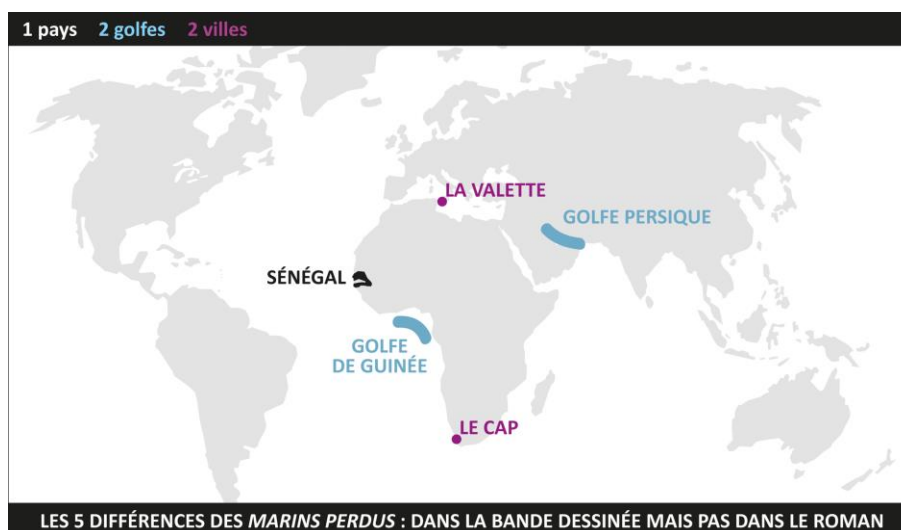 1 pays 2 golfes 2 villes
LA VALETTE
GOLFE PERSIQUE
SÉNÉGAL
GOLFE
DE GUINÉE
LE CAP
LES 5 DIFFÉRENCES DES MARINS PERDUS : DANS LA BANDE DESSINÉE MAIS PAS DANS LE ROMAN